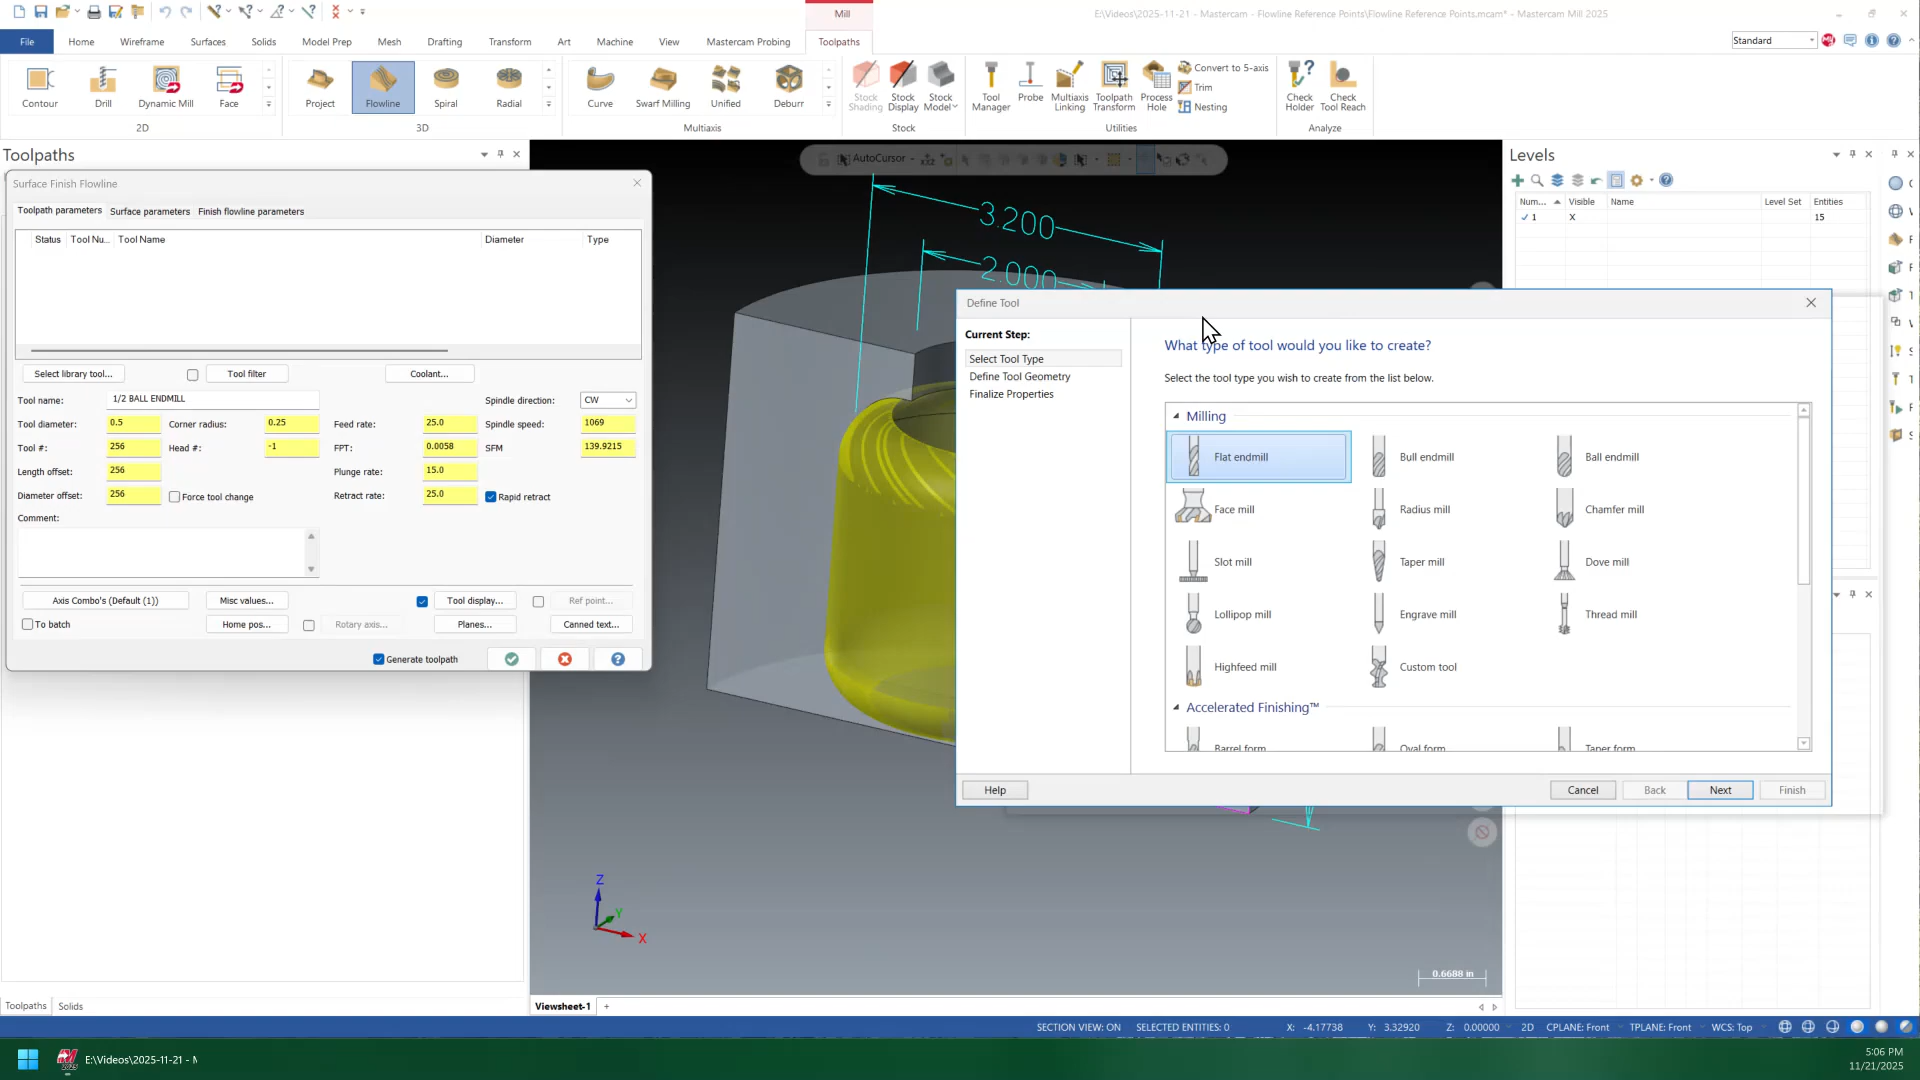 Mill
E:\Videos\2025-11-21 - Mastercam - Flowline Reference Points\Flowline Reference Points.mcam* - Mastercam Mill 2025
File Home Wireframe Surfaces Solids Model Prep Mesh Drafting Transform Art Machine View Mastercam Probing Toolpaths
Standard
Contour Drill Dynamic Mill Face
2D
Project Flowline Spiral Radial
3D
Curve Swarf Milling Unified Deburr
Multiaxis
Stock Shading Stock Display Stock Model
Stock
Tool Manager Probe Multiaxis Linking Toolpath Transform Process Hole
Convert to 5-axis
Trim
Nesting
Utilities
Check Holder Check Tool Reach
Analyze
Toolpaths
Surface Finish Flowline
Toolpath parameters Surface parameters Finish flowline parameters
Status Tool Nu... Tool Name Diameter Type
Select library tool... Tool filter Coolant...
Tool name: 1/2 BALL ENDMILL Spindle direction: CW
Tool diameter: 0.5 Corner radius: 0.25 Feed rate: 25.0 Spindle speed: 1069
Tool #: 256 Head #: -1 FPT: 0.0058 SFM 139.9215
Length offset: 256 Plunge rate: 15.0
Diameter offset: 256 Force tool change Retract rate: 25.0 Rapid retract
Comment:
Axis Combo's (Default (1)) Misc values... Tool display... Ref point...
To batch Home pos... Rotary axis... Planes... Canned text...
Generate toolpath
Toolpaths Solids
AutoCursor
3.200
2.000
Define Tool
Current Step:
Select Tool Type
Define Tool Geometry
Finalize Properties
What type of tool would you like to create?
Select the tool type you wish to create from the list below.
Milling
Flat endmill Bull endmill Ball endmill
Face mill Radius mill Chamfer mill
Slot mill Taper mill Dove mill
Lollipop mill Engrave mill Thread mill
Highfeed mill Custom tool
Accelerated Finishing™
Barrel form Oval form Taper form
Help Cancel Back Next Finish
Z
Y
X
0.6688 in
Viewsheet-1 +
Levels
Num... Visible Name Level Set Entities
1 X 15
SECTION VIEW: ON SELECTED ENTITIES: 0 X: -4.17738 Y: 3.32920 Z: 0.00000 2D CPLANE: Front TPLANE: Front WCS: Top
E:\Videos\2025-11-21 - M
5:06 PM
11/21/2025